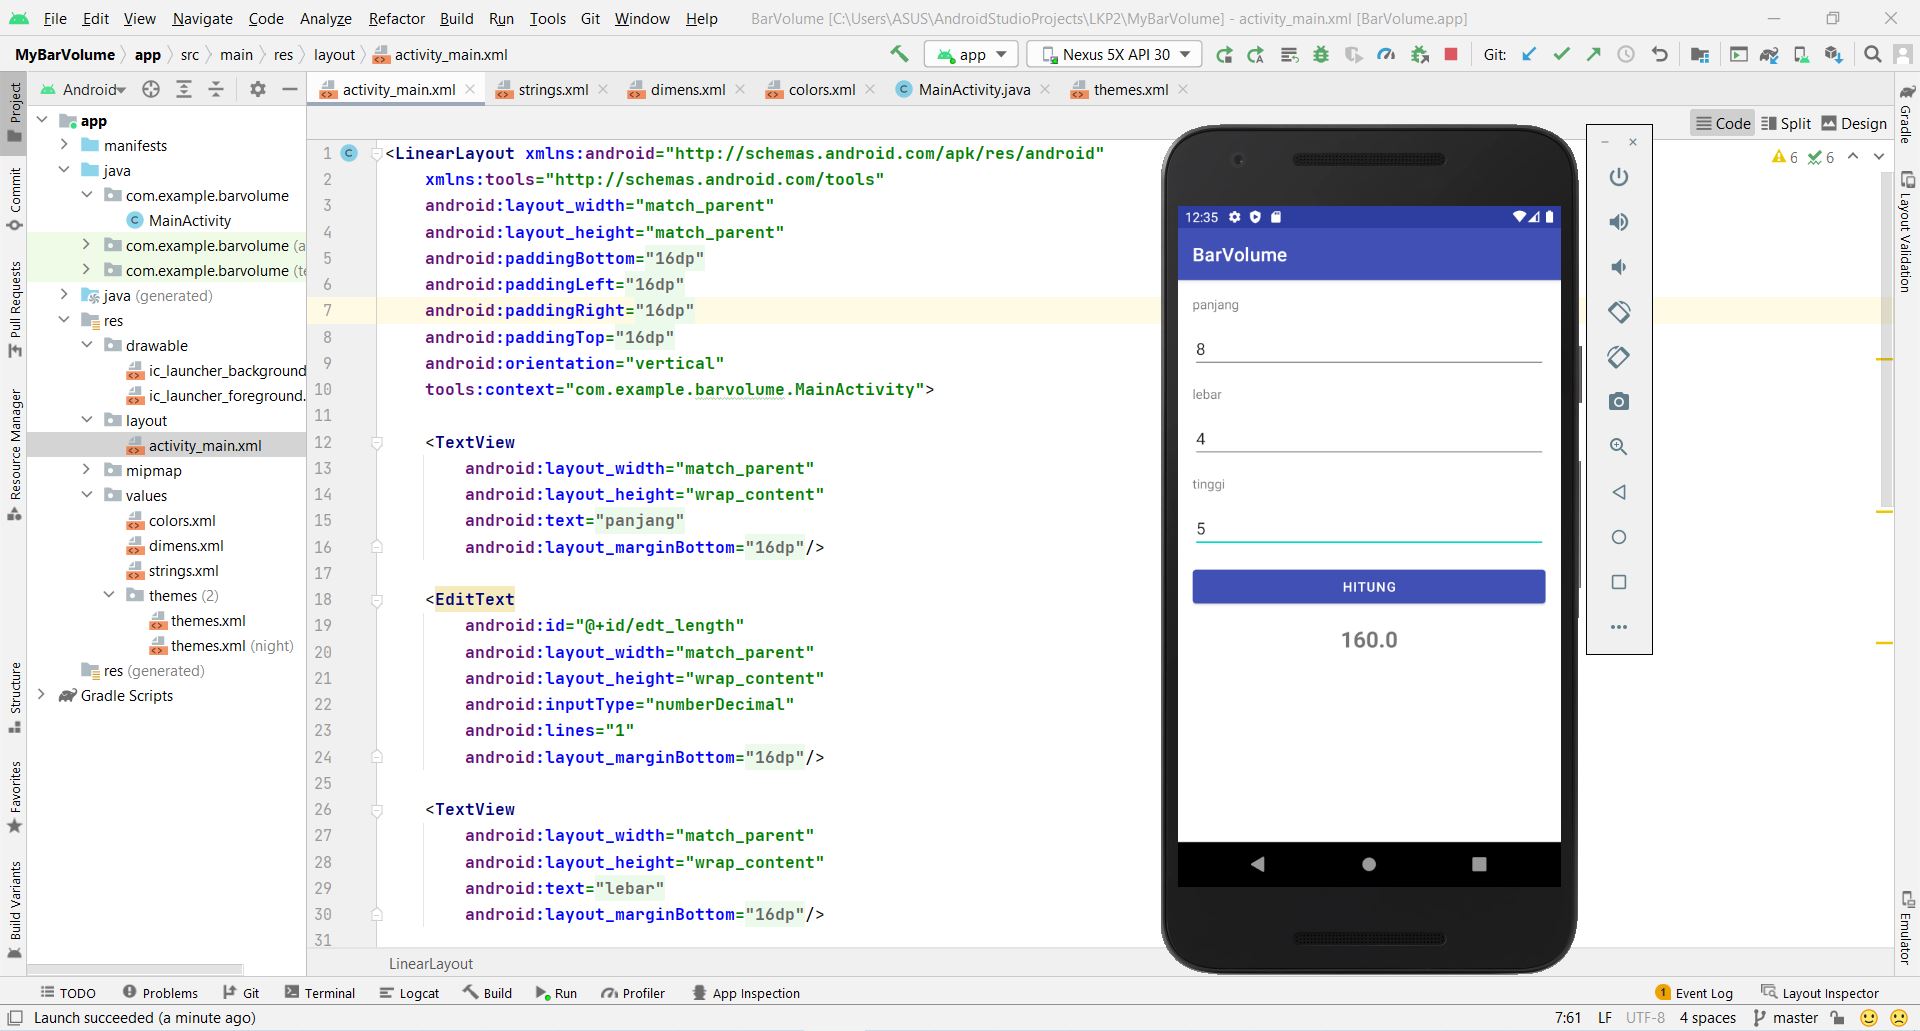 File Edit View Navigate Code Analyze Refactor Build Run Tools Git Window Help BarVolume [C:\Users\ASUS\AndroidStudioProjects\LKP2\MyBarVolume] - activity_main.xml [BarVolume.app]
MyBarVolume app src main res layout activity_main.xml app Nexus 5X API 30 Git:
Android activity_main.xml strings.xml dimens.xml colors.xml MainActivity.java themes.xml
Code Split Design
Project
Commit
Pull Requests
Resource Manager
Structure
Favorites
Build Variants
app
manifests
java
com.example.barvolume
MainActivity
com.example.barvolume (a
com.example.barvolume (te
java (generated)
res
drawable
ic_launcher_background
ic_launcher_foreground.
layout
activity_main.xml
mipmap
values
colors.xml
dimens.xml
strings.xml
themes (2)
themes.xml
themes.xml (night)
res (generated)
Gradle Scripts
6 6
1 <LinearLayout xmlns:android="http://schemas.android.com/apk/res/android"
2 xmlns:tools="http://schemas.android.com/tools"
3 android:layout_width="match_parent"
4 android:layout_height="match_parent"
5 android:paddingBottom="16dp"
6 android:paddingLeft="16dp"
7 android:paddingRight="16dp"
8 android:paddingTop="16dp"
9 android:orientation="vertical"
10 tools:context="com.example.barvolume.MainActivity">
11
12 <TextView
13 android:layout_width="match_parent"
14 android:layout_height="wrap_content"
15 android:text="panjang"
16 android:layout_marginBottom="16dp"/>
17
18 <EditText
19 android:id="@+id/edt_length"
20 android:layout_width="match_parent"
21 android:layout_height="wrap_content"
22 android:inputType="numberDecimal"
23 android:lines="1"
24 android:layout_marginBottom="16dp"/>
25
26 <TextView
27 android:layout_width="match_parent"
28 android:layout_height="wrap_content"
29 android:text="lebar"
30 android:layout_marginBottom="16dp"/>
31
LinearLayout
12:35
BarVolume
panjang
8
lebar
4
tinggi
5
HITUNG
160.0
Gradle
Layout Validation
Emulator
TODO Problems Git Terminal Logcat Build Run Profiler App Inspection 1 Event Log Layout Inspector
Launch succeeded (a minute ago) 7:61 LF UTF-8 4 spaces master